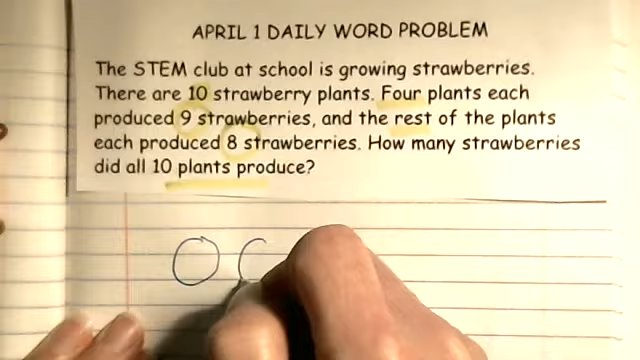 APRIL 1 DAILY WORD PROBLEM
The STEM club at school is growing strawberries.
There are 10 strawberry plants. Four plants each
produced 9 strawberries, and the rest of the plants
each produced 8 strawberries. How many strawberries
did all 10 plants produce?